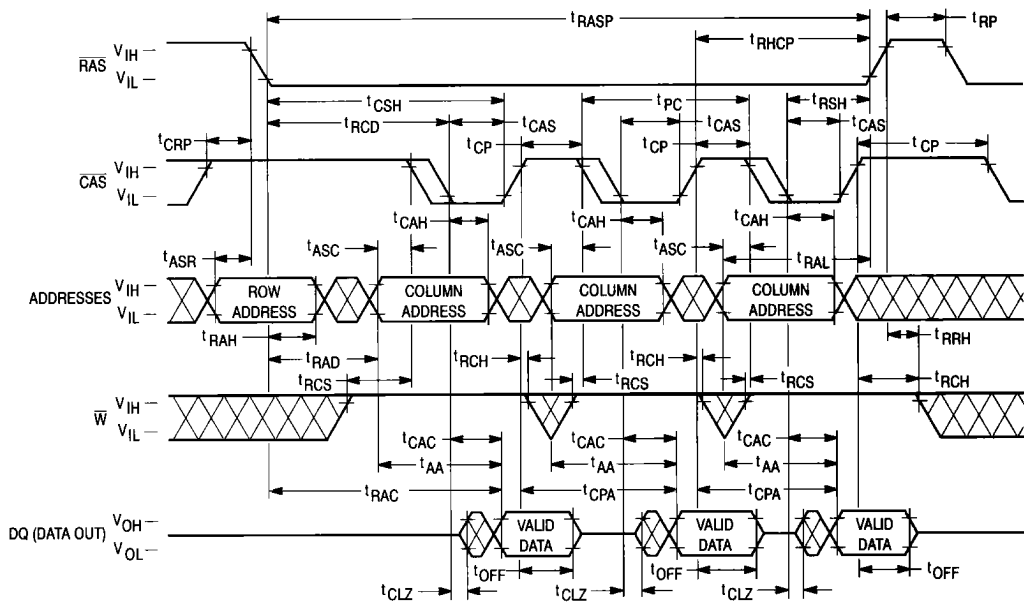 tRASP
tRP
tRHCP
RAS
VIH
VIL
tCSH
tPC
tRSH
tRCD
tCAS
tCAS
tCAS
tCRP
tCP
tCP
tCP
CAS
VIH
VIL
tCAH
tCAH
tCAH
tASR
tASC
tASC
tASC
tRAL
ADDRESSES
VIH
VIL
ROW ADDRESS
COLUMN ADDRESS
COLUMN ADDRESS
COLUMN ADDRESS
tRAH
tRAD
tRCH
tRCH
tRRH
tRCS
tRCS
tRCS
tRCH
W
VIH
VIL
tCAC
tCAC
tCAC
tAA
tAA
tAA
tRAC
tCPA
tCPA
DQ (DATA OUT)
VOH
VOL
VALID DATA
VALID DATA
VALID DATA
tOFF
tOFF
tOFF
tCLZ
tCLZ
tCLZ